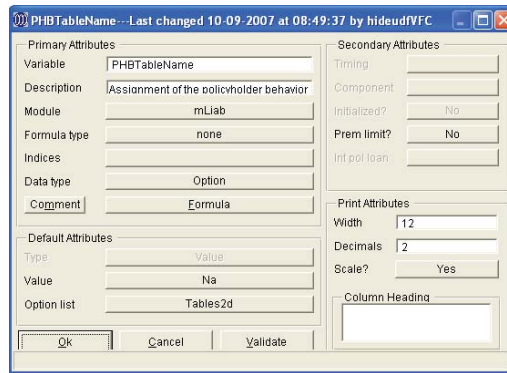 PHBTableName---Last changed 10-09-2007 at 08:49:37 by hideudfVFC
Primary Attributes
Variable PHBTableName
Description Assignment of the policyholder behavior
Module mLiab
Formula type none
Indices
Data type Option
Comment Formula
Default Attributes
Type Value
Value Na
Option list Tables2d
Ok Cancel Validate
Secondary Attributes
Timing
Component
Initialized? No
Prem limit? No
Int pol loan
Print Attributes
Width 12
Decimals 2
Scale? Yes
Column Heading